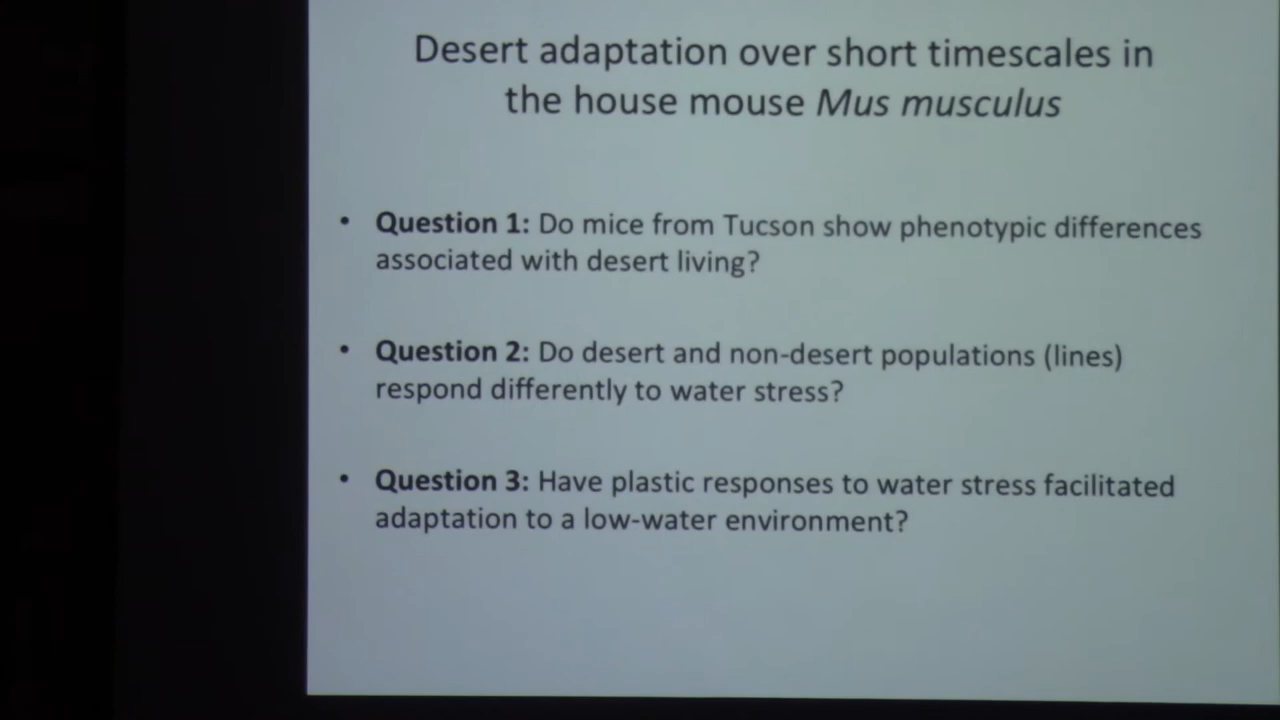 Desert adaptation over short timescales in
the house mouse Mus musculus
• Question 1: Do mice from Tucson show phenotypic differences
associated with desert living?
• Question 2: Do desert and non-desert populations (lines)
respond differently to water stress?
• Question 3: Have plastic responses to water stress facilitated
adaptation to a low-water environment?